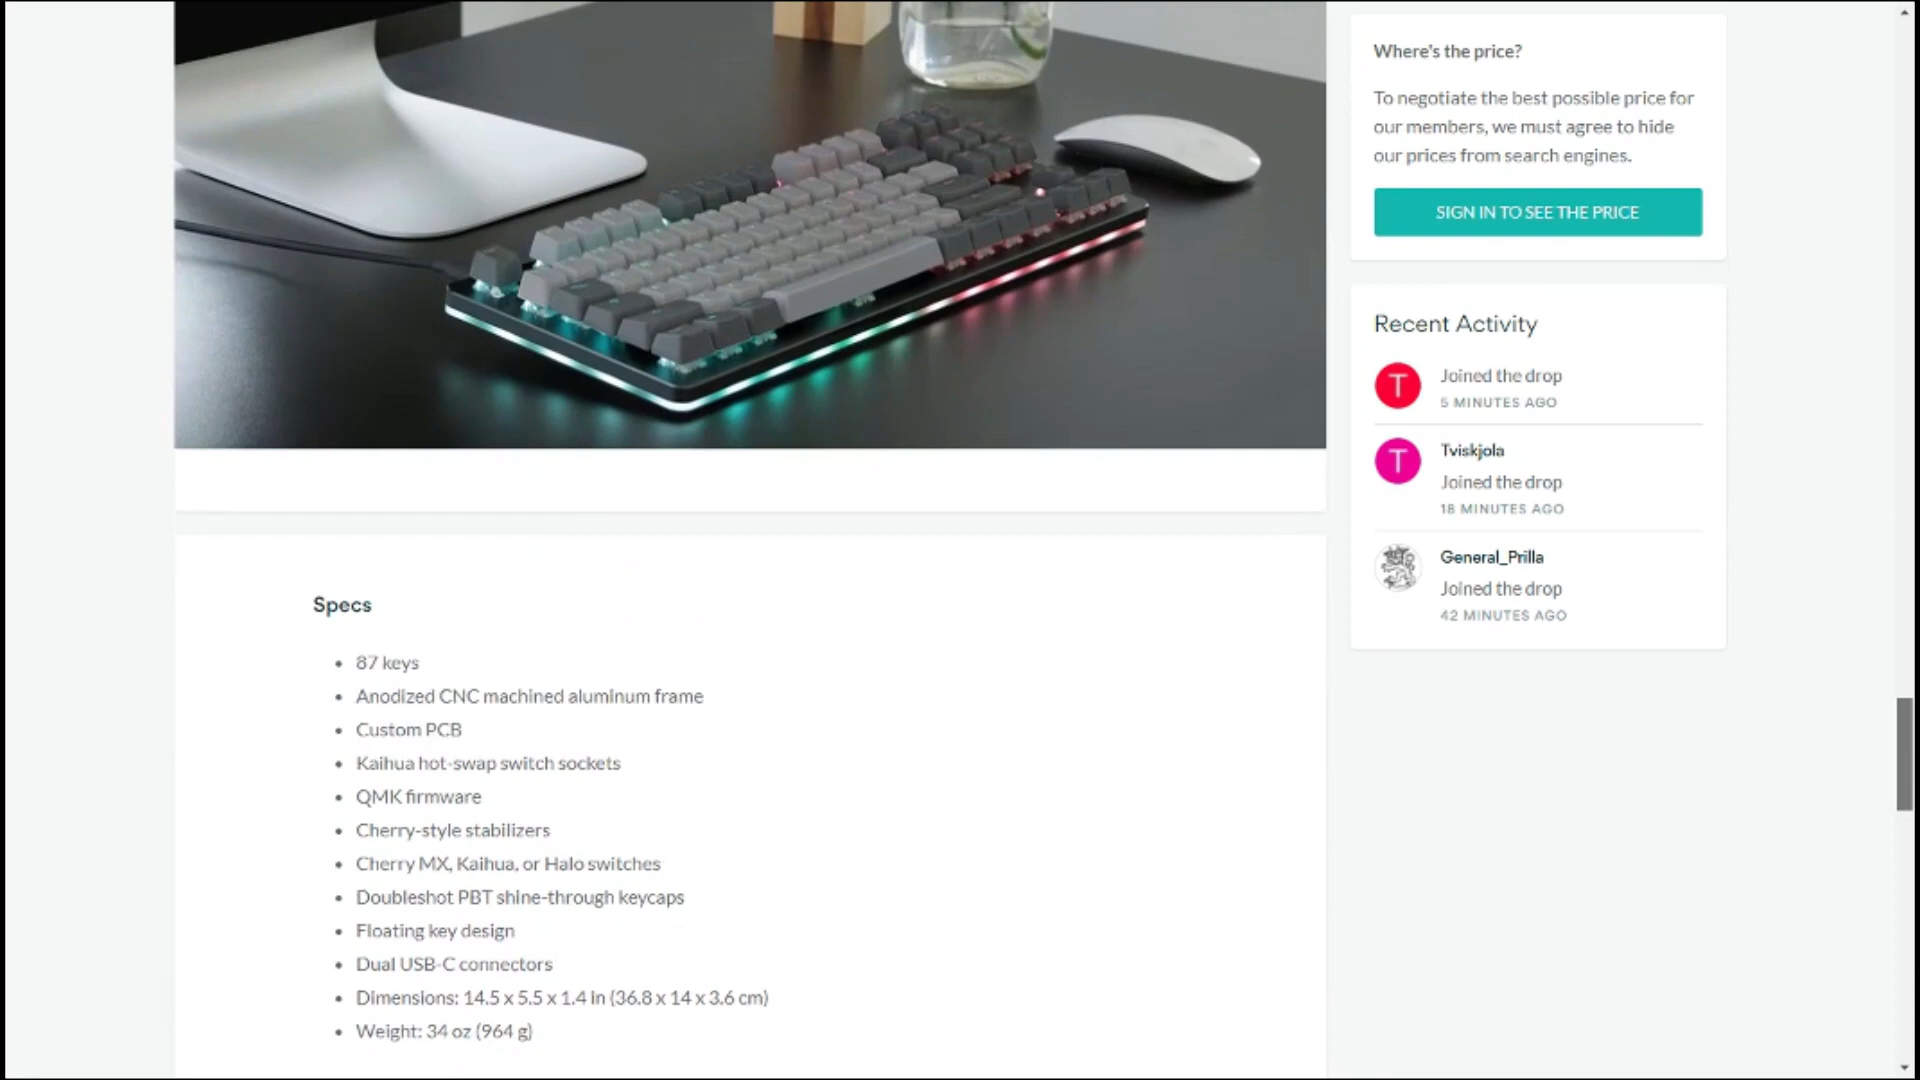 Where's the price?
To negotiate the best possible price for
our members, we must agree to hide
our prices from search engines.
SIGN IN TO SEE THE PRICE
Recent Activity
T
Joined the drop
5 MINUTES AGO
T
Tviskjola
Joined the drop
18 MINUTES AGO
General_Prilla
Joined the drop
42 MINUTES AGO
Specs
• 87 keys
• Anodized CNC machined aluminum frame
• Custom PCB
• Kaihua hot-swap switch sockets
• QMK firmware
• Cherry-style stabilizers
• Cherry MX, Kaihua, or Halo switches
• Doubleshot PBT shine-through keycaps
• Floating key design
• Dual USB-C connectors
• Dimensions: 14.5 x 5.5 x 1.4 in (36.8 x 14 x 3.6 cm)
• Weight: 34 oz (964 g)